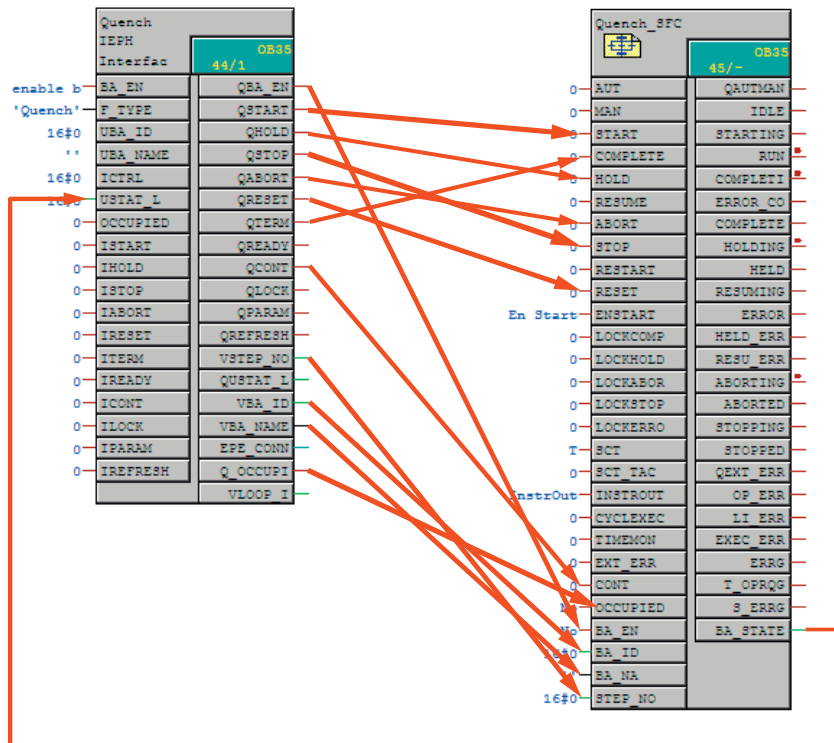 Quench
IEPH
Interfac
OB35
44/1
enable b BA_EN QBA_EN
'Quench' F_TYPE QSTART
16#0 UBA_ID QHOLD
'' UBA_NAME QSTOP
16#0 ICTRL QABORT
USTAT_L QRESET
0 OCCUPIED QTERM
0 ISTART QREADY
0 IHOLD QCONT
0 ISTOP QLOCK
0 IABORT QPARAM
0 IRESET QREFRESH
0 ITERM VSTEP_NO
0 IREADY QUSTAT_L
0 ICONT VBA_ID
0 ILOCK VBA_NAME
0 IPARAM EPE_CONN
0 IREFRESH Q_OCCUPI
VLOOP_I
Quench_SFC
OB35
45/-
0 AUT QAUTMAN
0 MAN IDLE
START STARTING
COMPLETE RUN
HOLD COMPLETI
0 RESUME ERROR_CO
ABORT COMPLETE
STOP HOLDING
0 RESTART HELD
RESET RESUMING
En Start ENSTART ERROR
0 LOCKCOMP HELD_ERR
0 LOCKHOLD RESU_ERR
0 LOCKABOR ABORTING
0 LOCKSTOP ABORTED
0 LOCKERRO STOPPING
T SCT STOPPED
0 SCT_TAC QEXT_ERR
InstrOut INSTROUT OP_ERR
0 CYCLEXEC LI_ERR
0 TIMEMON EXEC_ERR
0 EXT_ERR ERRG
0 CONT T_OPRQG
OCCUPIED S_ERRG
No BA_EN BA_STATE
16#0 BA_ID
BA_NA
16#0 STEP_NO